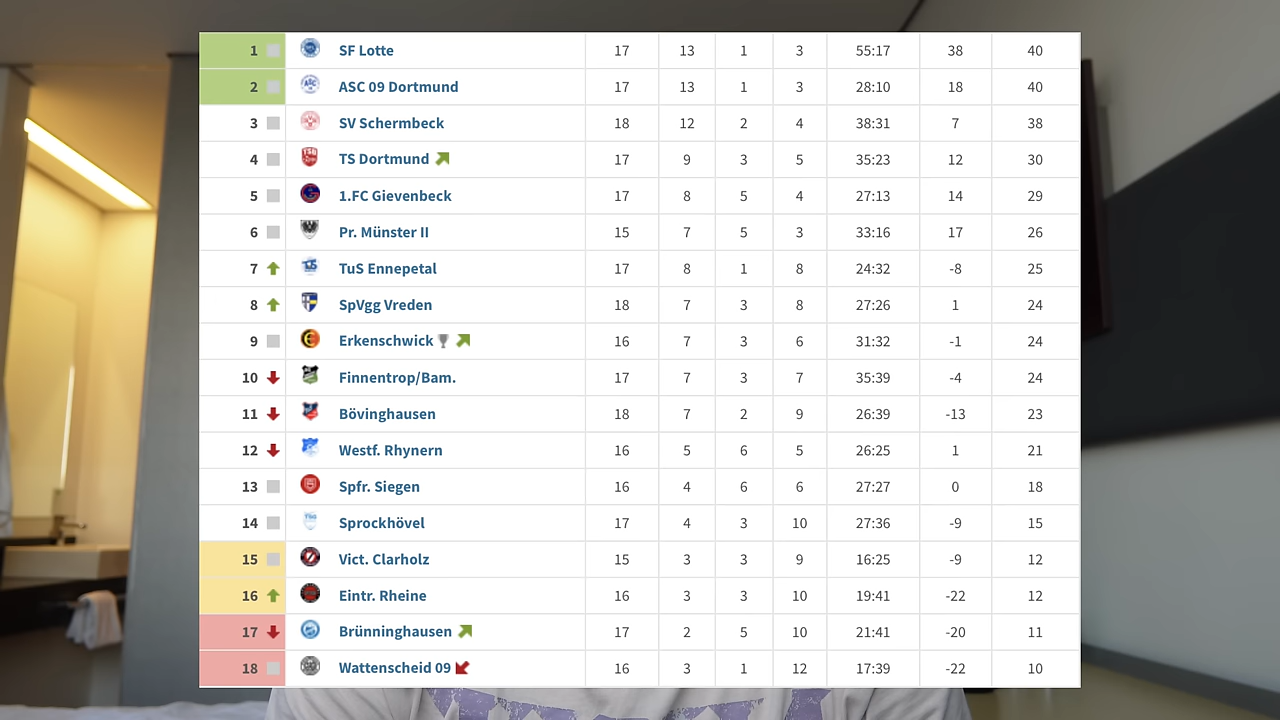 1 SF Lotte 17 13 1 3 55:17 38 40
2 ASC 09 Dortmund 17 13 1 3 28:10 18 40
3 SV Schermbeck 18 12 2 4 38:31 7 38
4 TS Dortmund 17 9 3 5 35:23 12 30
5 1.FC Gievenbeck 17 8 5 4 27:13 14 29
6 Pr. Münster II 15 7 5 3 33:16 17 26
7 TuS Ennepetal 17 8 1 8 24:32 -8 25
8 SpVgg Vreden 18 7 3 8 27:26 1 24
9 Erkenschwick 16 7 3 6 31:32 -1 24
10 Finnentrop/Bam. 17 7 3 7 35:39 -4 24
11 Bövinghausen 18 7 2 9 26:39 -13 23
12 Westf. Rhynern 16 5 6 5 26:25 1 21
13 Spfr. Siegen 16 4 6 6 27:27 0 18
14 Sprockhövel 17 4 3 10 27:36 -9 15
15 Vict. Clarholz 15 3 3 9 16:25 -9 12
16 Eintr. Rheine 16 3 3 10 19:41 -22 12
17 Brünninghausen 17 2 5 10 21:41 -20 11
18 Wattenscheid 09 16 3 1 12 17:39 -22 10